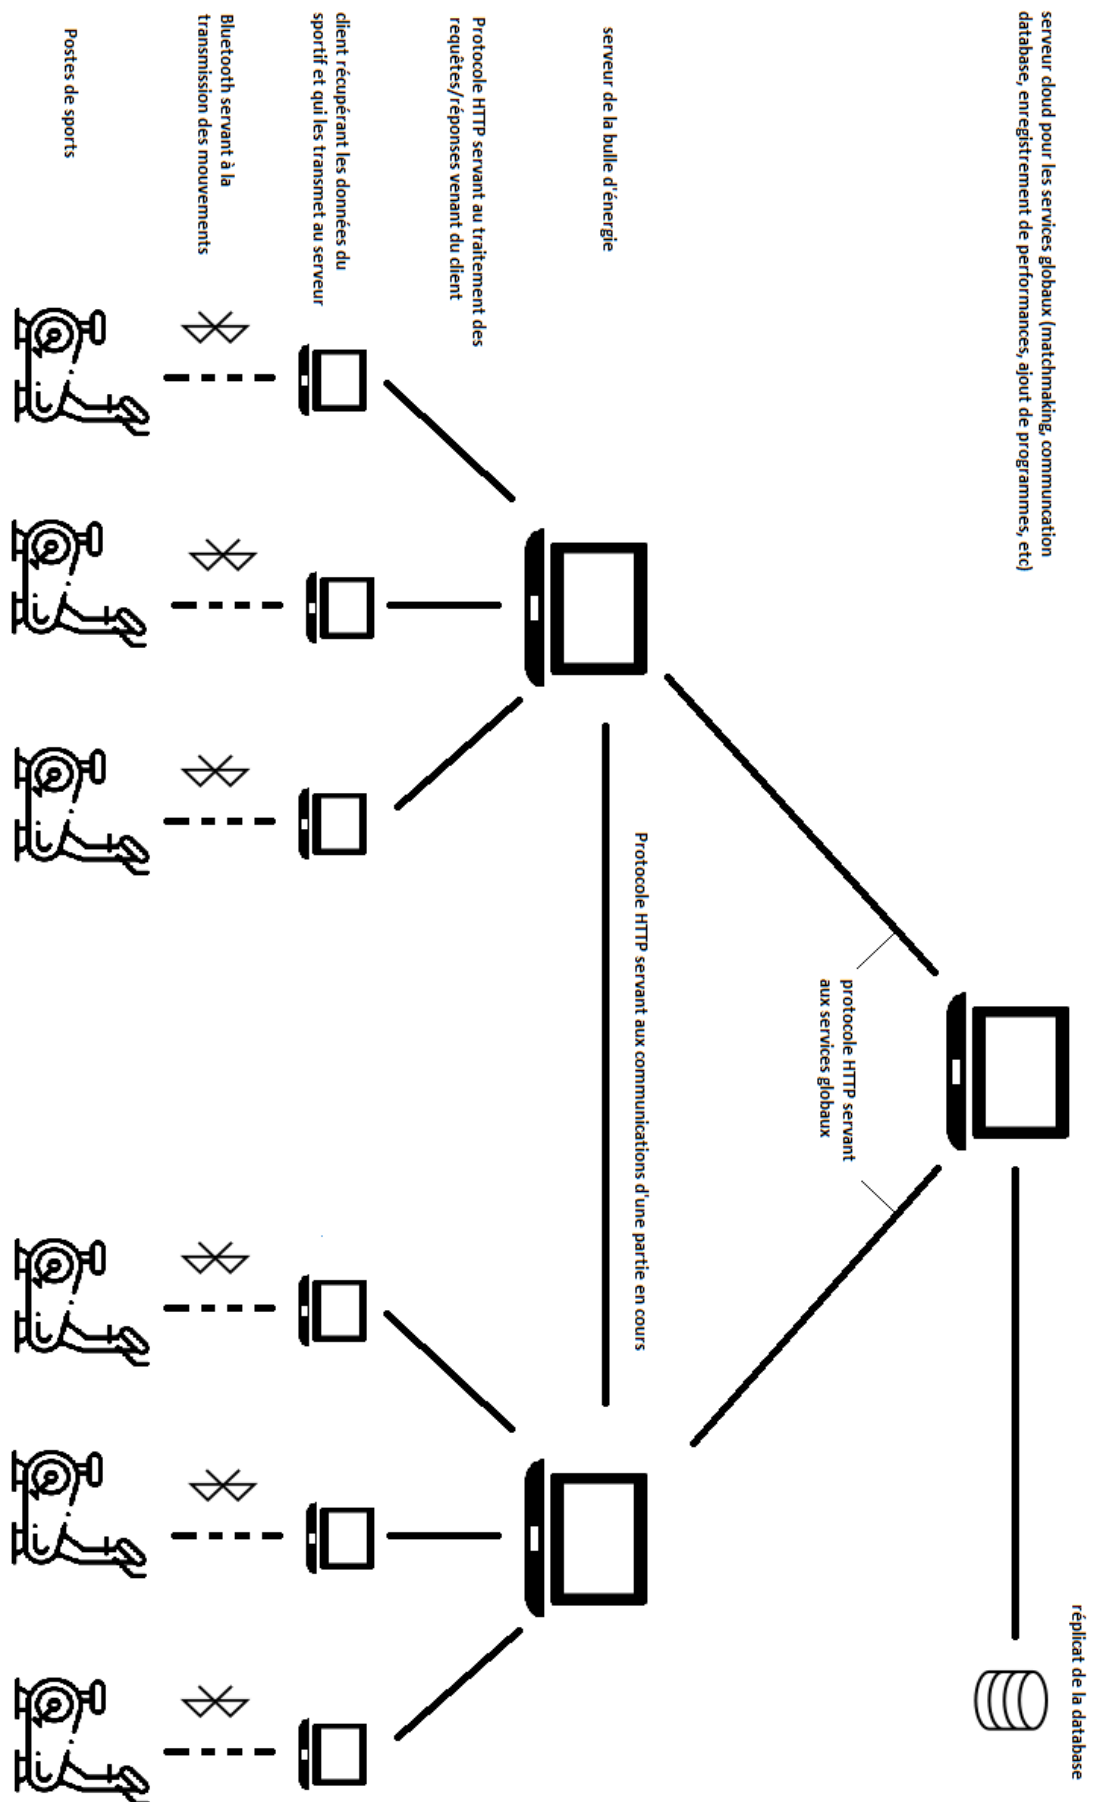 serveur cloud pour les services globaux (matchmaking, communcation
database, enregistrement de performances, ajout de programmes, etc)
réplicat de la database
protocole HTTP servant
aux services globaux
serveur de la bulle d'énergie
Protocole HTTP servant aux communications d'une partie en cours
Protocole HTTP servant au traitement des
requêtes/réponses venant du client
client récupérant les données du
sportif et qui les transmet au serveur
Bluetooth servant à la
transmission des mouvements
Postes de sports